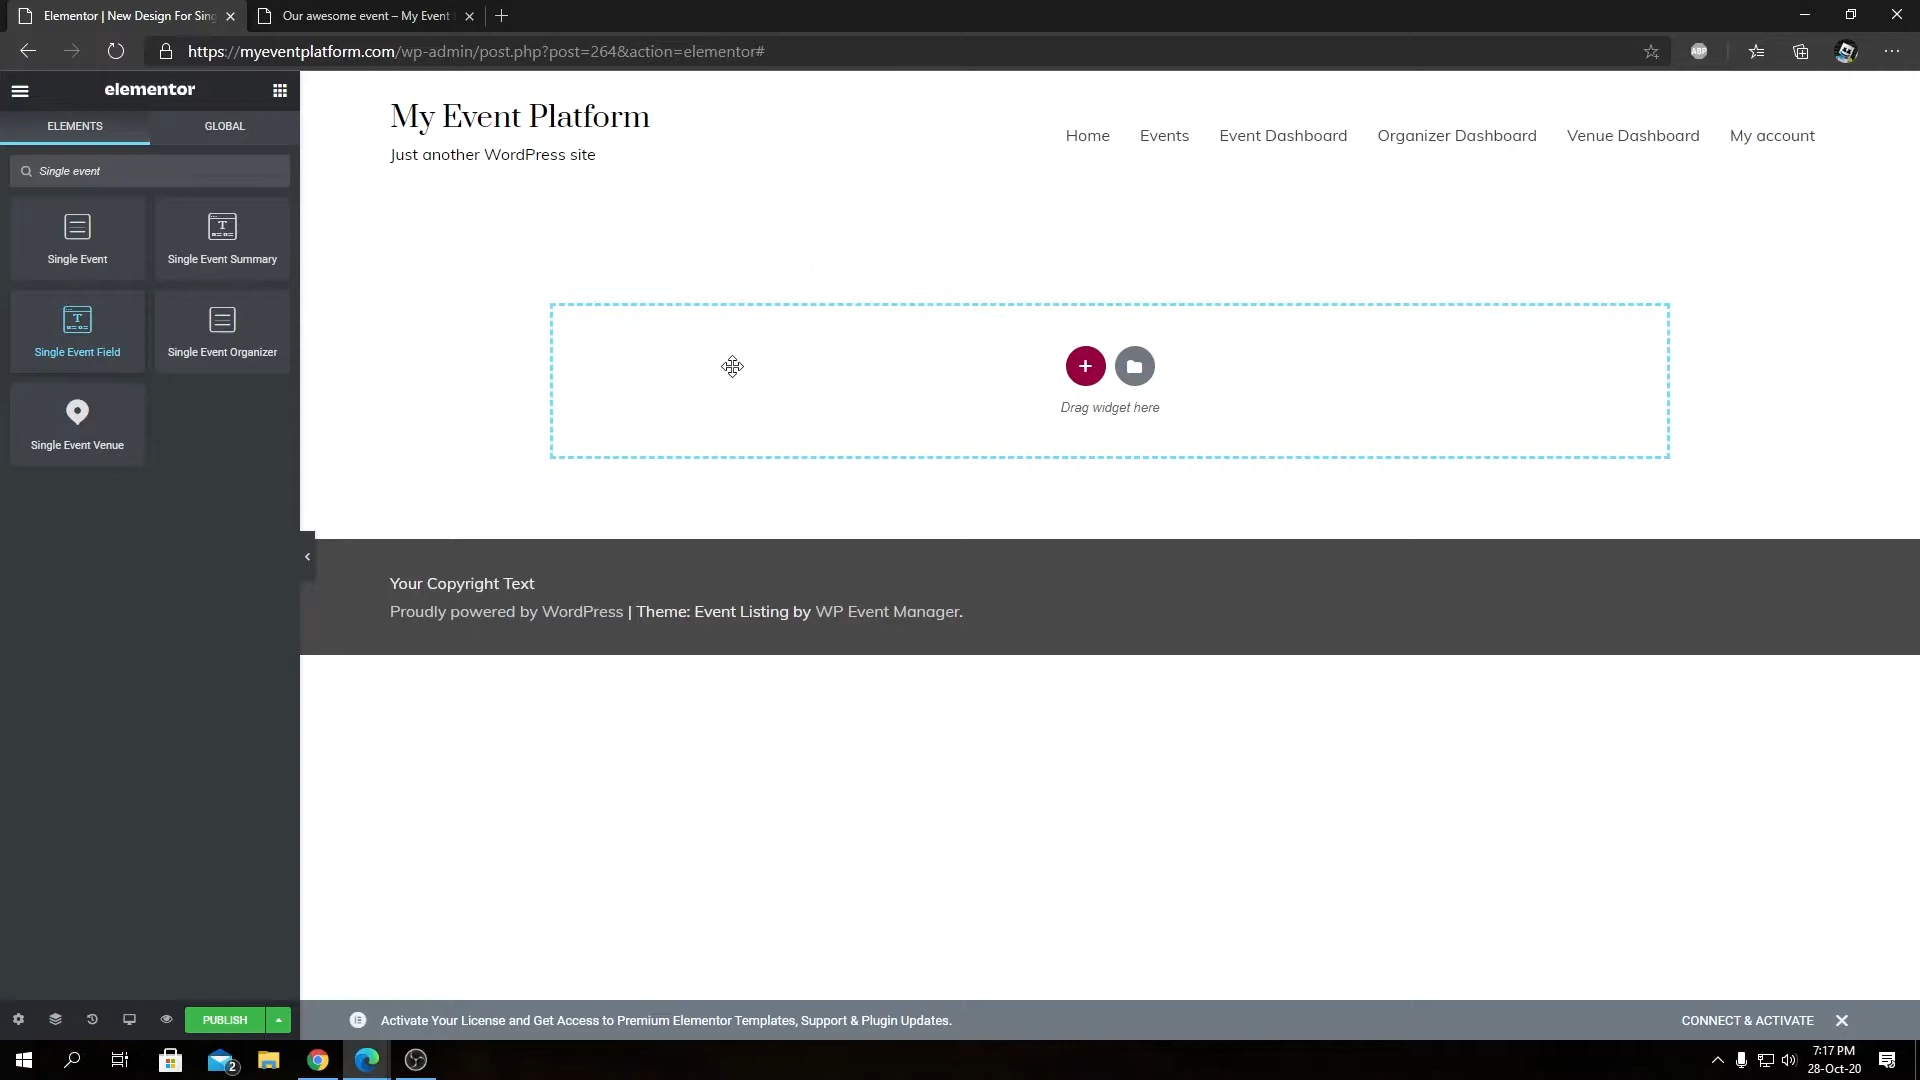 Elementor | New Design For Sing
Our awesome event – My Event
https://myeventplatform.com/wp-admin/post.php?post=264&action=elementor#
ABP
elementor
ELEMENTS
GLOBAL
Single event
Single Event
Single Event Summary
Single Event Field
Single Event Organizer
Single Event Venue
PUBLISH
My Event Platform
Just another WordPress site
Home
Events
Event Dashboard
Organizer Dashboard
Venue Dashboard
My account
Drag widget here
Your Copyright Text
Proudly powered by WordPress | Theme: Event Listing by WP Event Manager.
Activate Your License and Get Access to Premium Elementor Templates, Support & Plugin Updates.
CONNECT & ACTIVATE
2
7:17 PM
28-Oct-20